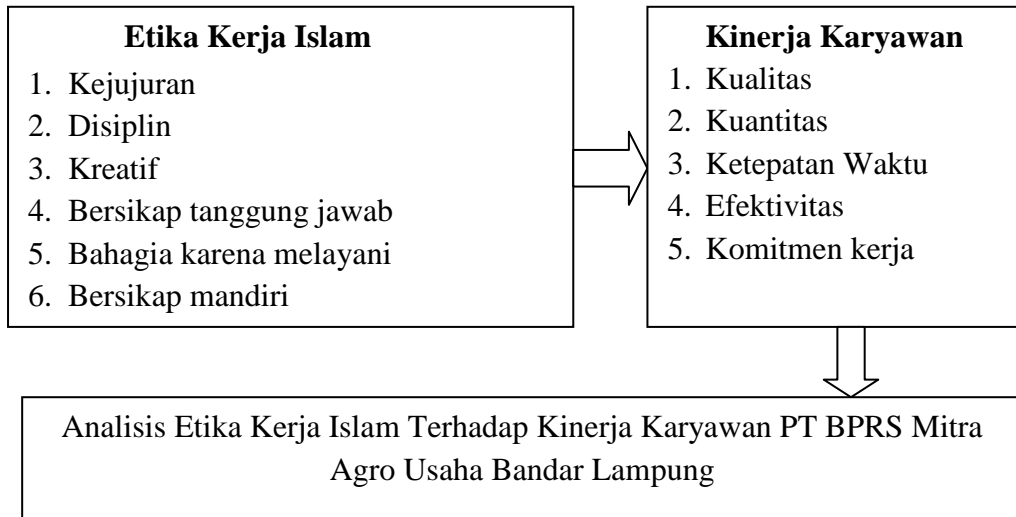 Etika Kerja Islam
1. Kejujuran
2. Disiplin
3. Kreatif
4. Bersikap tanggung jawab
5. Bahagia karena melayani
6. Bersikap mandiri
Kinerja Karyawan
1. Kualitas
2. Kuantitas
3. Ketepatan Waktu
4. Efektivitas
5. Komitmen kerja
Analisis Etika Kerja Islam Terhadap Kinerja Karyawan PT BPRS Mitra
Agro Usaha Bandar Lampung